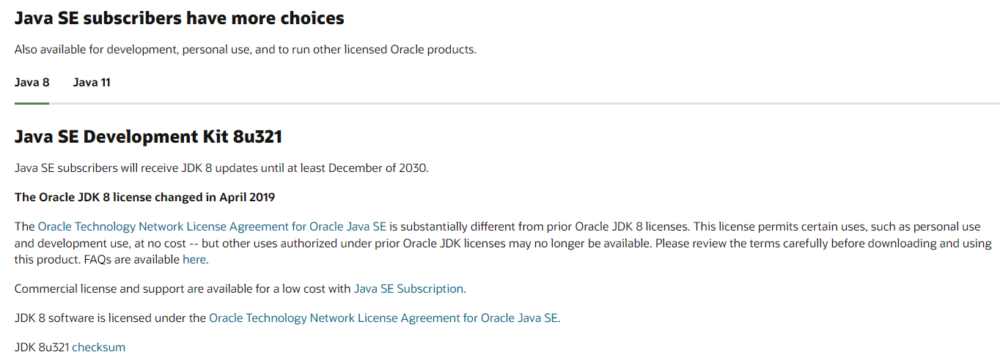 Java SE subscribers have more choices
Also available for development, personal use, and to run other licensed Oracle products.
Java 8 Java 11
Java SE Development Kit 8u321
Java SE subscribers will receive JDK 8 updates until at least December of 2030.
The Oracle JDK 8 license changed in April 2019
The Oracle Technology Network License Agreement for Oracle Java SE is substantially different from prior Oracle JDK 8 licenses. This license permits certain uses, such as personal use
and development use, at no cost -- but other uses authorized under prior Oracle JDK licenses may no longer be available. Please review the terms carefully before downloading and using
this product. FAQs are available here.
Commercial license and support are available for a low cost with Java SE Subscription.
JDK 8 software is licensed under the Oracle Technology Network License Agreement for Oracle Java SE.
JDK 8u321 checksum